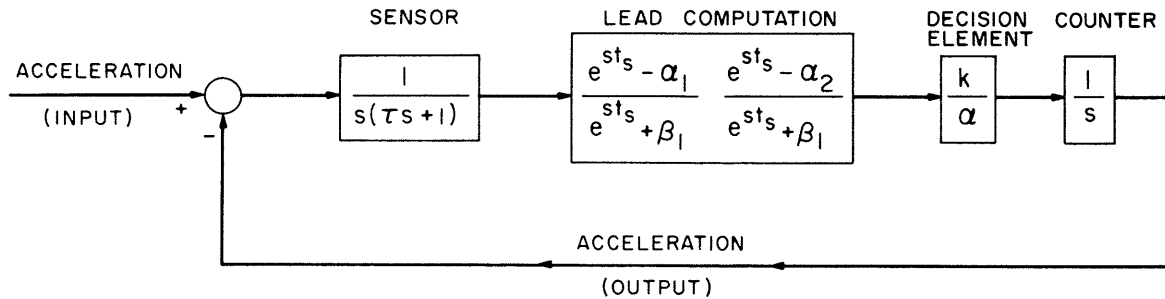 SENSOR
LEAD COMPUTATION
DECISION ELEMENT
COUNTER
ACCELERATION
(INPUT)
+
-
1
s(τs+1)
e^{st_s} - α_1
e^{st_s} + β_1
e^{st_s} - α_2
e^{st_s} + β_1
k
α
1
s
ACCELERATION
(OUTPUT)